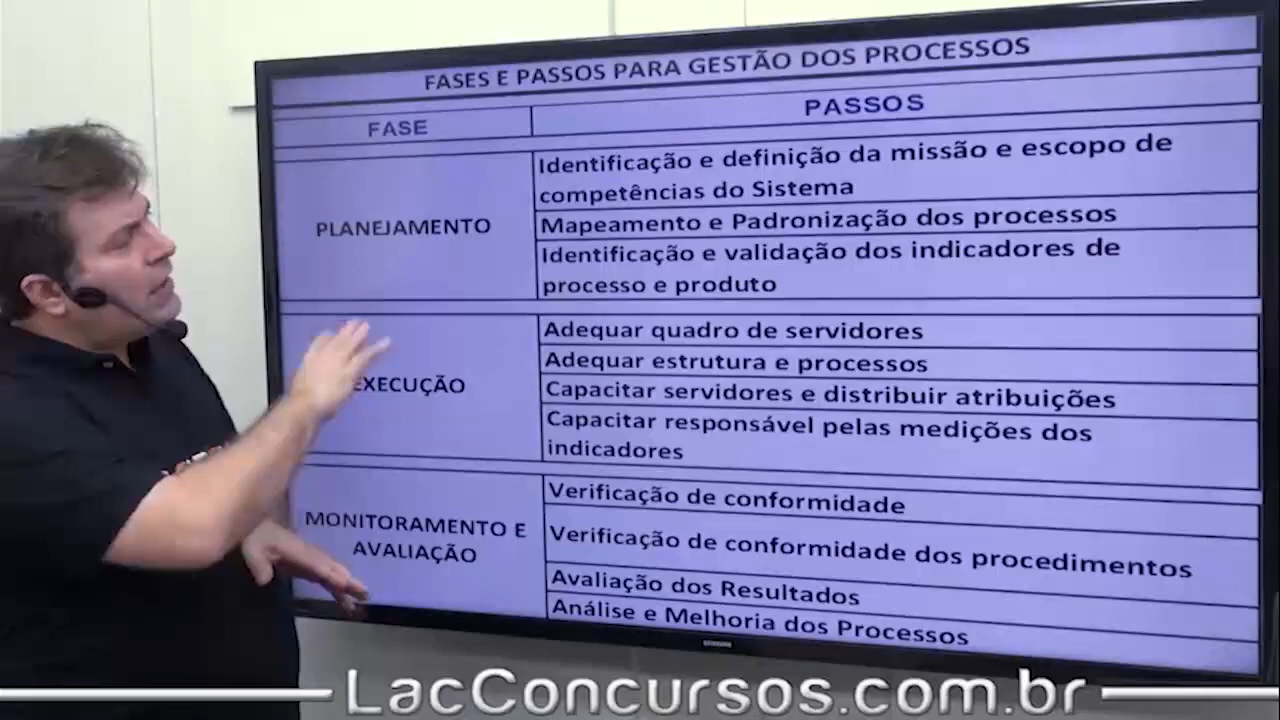 FASES E PASSOS PARA GESTÃO DOS PROCESSOS
FASE
PASSOS
PLANEJAMENTO
Identificação e definição da missão e escopo de
competências do Sistema
Mapeamento e Padronização dos processos
Identificação e validação dos indicadores de
processo e produto
EXECUÇÃO
Adequar quadro de servidores
Adequar estrutura e processos
Capacitar servidores e distribuir atribuições
Capacitar responsável pelas medições dos
indicadores
MONITORAMENTO E
AVALIAÇÃO
Verificação de conformidade
Verificação de conformidade dos procedimentos
Avaliação dos Resultados
Análise e Melhoria dos Processos
SAMSUNG
LacConcursos.com.br